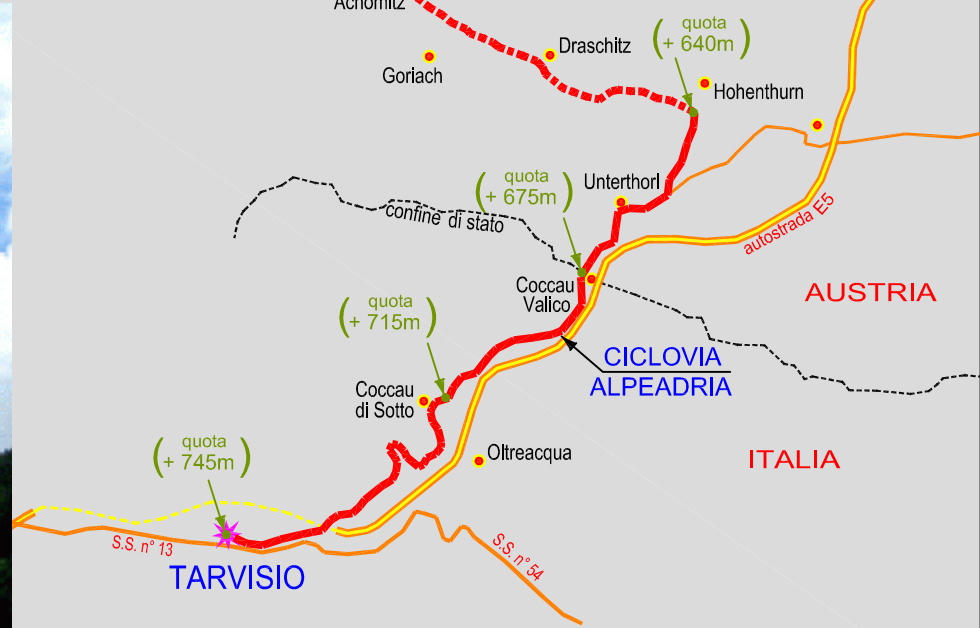 Achomitz
Draschitz
Goriach
(quota
+ 640m)
Hohenthurn
(quota
+ 675m)
Unterthorl
confine di stato
autostrada E5
Coccau
Valico
AUSTRIA
(quota
+ 715m)
CICLOVIA
ALPEADRIA
Coccau
di Sotto
(quota
+ 745m)
Oltreacqua
ITALIA
S.S. n° 13
S.S. n° 54
TARVISIO